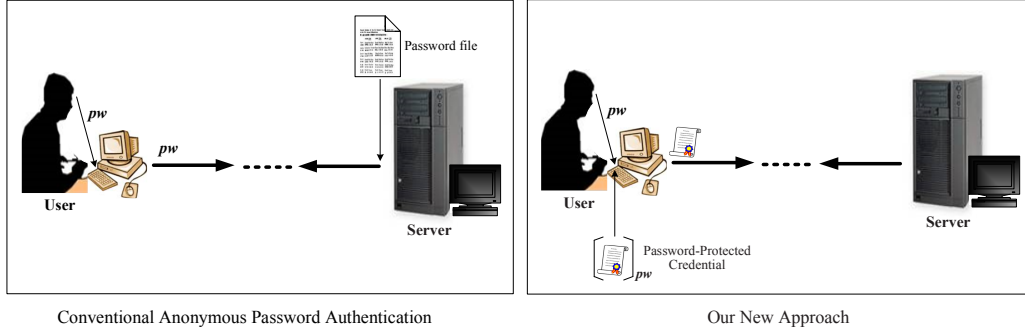 Password file
pw
pw
User
Server
Conventional Anonymous Password Authentication
pw
User
Server
Password-Protected
Credential
pw
Our New Approach